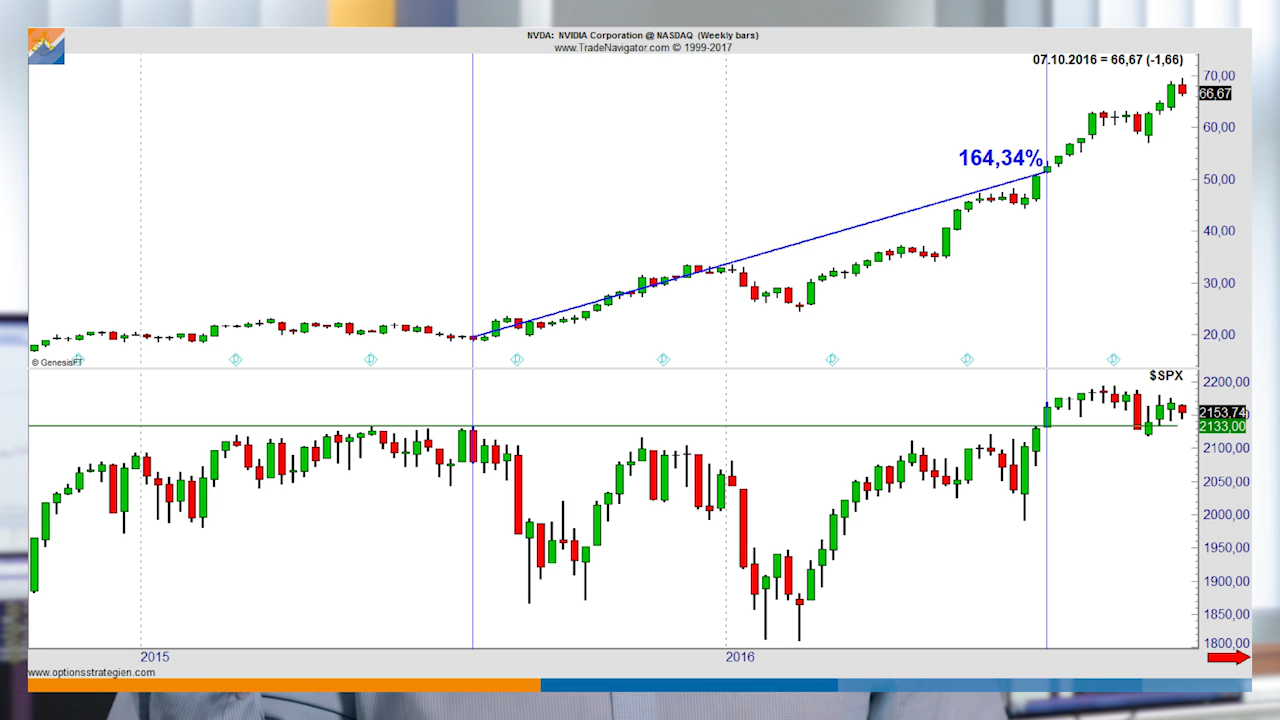 NVDA: NVIDIA Corporation @ NASDAQ (Weekly bars)
www.TradeNavigator.com © 1999-2017
07.10.2016 = 66,67 (-1,66)
70,00
66,67
60,00
164,34%
50,00
40,00
30,00
20,00
D D D D D D D D
© GenesisFT
$SPX
2200,00
2153,74
2133,00
2100,00
2050,00
2000,00
1950,00
1900,00
1850,00
1800,00
2015 2016
www.optionsstrategien.com